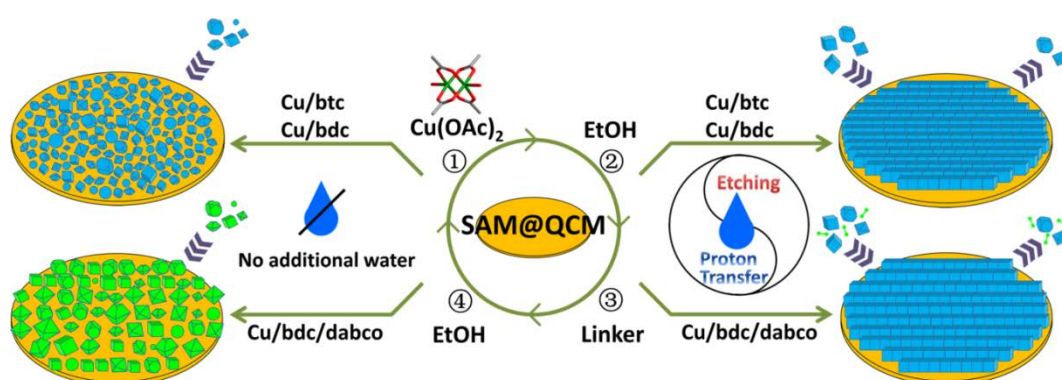 Cu/btc
Cu/bdc
Cu(OAc)₂
①
EtOH
②
Cu/btc
Cu/bdc
SAM@QCM
Etching
Proton
Transfer
No additional water
④
EtOH
③
Linker
Cu/bdc/dabco
Cu/bdc/dabco